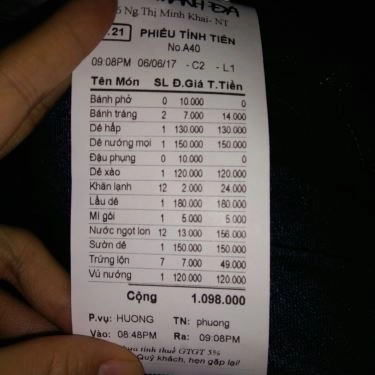 Ng Thị Minh Khai- NT
.21 PHIẾU TÍNH TIỀN
No.A40
09:08PM 06/06/17 - C2 - L1
Tên Món SL Đ.Giá T.Tiền
Bánh phở 0 10.000 0
Bánh tráng 2 7.000 14.000
Dê hấp 1 130.000 130.000
Dê nướng mọi 1 150.000 150.000
Đậu phụng 0 10.000 0
Dê xào 1 120.000 120.000
Khăn lạnh 12 2.000 24.000
Lẩu dê 1 180.000 180.000
Mì gói 1 5.000 5.000
Nước ngọt lon 12 13.000 156.000
Sườn dê 1 150.000 150.000
Trứng lộn 7 7.000 49.000
Vú nướng 1 120.000 120.000
Cộng 1.098.000
P.vụ: HUONG TN: phuong
Vào: 08:48PM Ra: 09:08PM
tính thuế GTGT 5%
Quý khách, hẹn gặp lại!